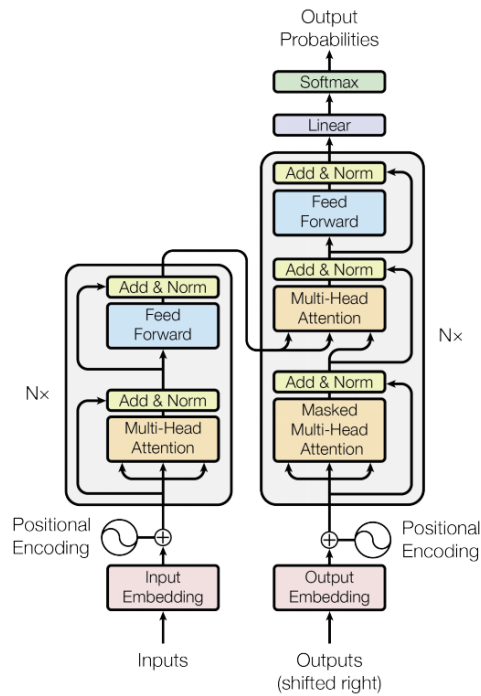 Output
Probabilities
Softmax
Linear
Add & Norm
Feed
Forward
Add & Norm
Multi-Head
Attention
Add & Norm
Masked
Multi-Head
Attention
N×
Add & Norm
Feed
Forward
Add & Norm
Multi-Head
Attention
N×
Positional
Encoding
Positional
Encoding
Input
Embedding
Output
Embedding
Inputs
Outputs
(shifted right)